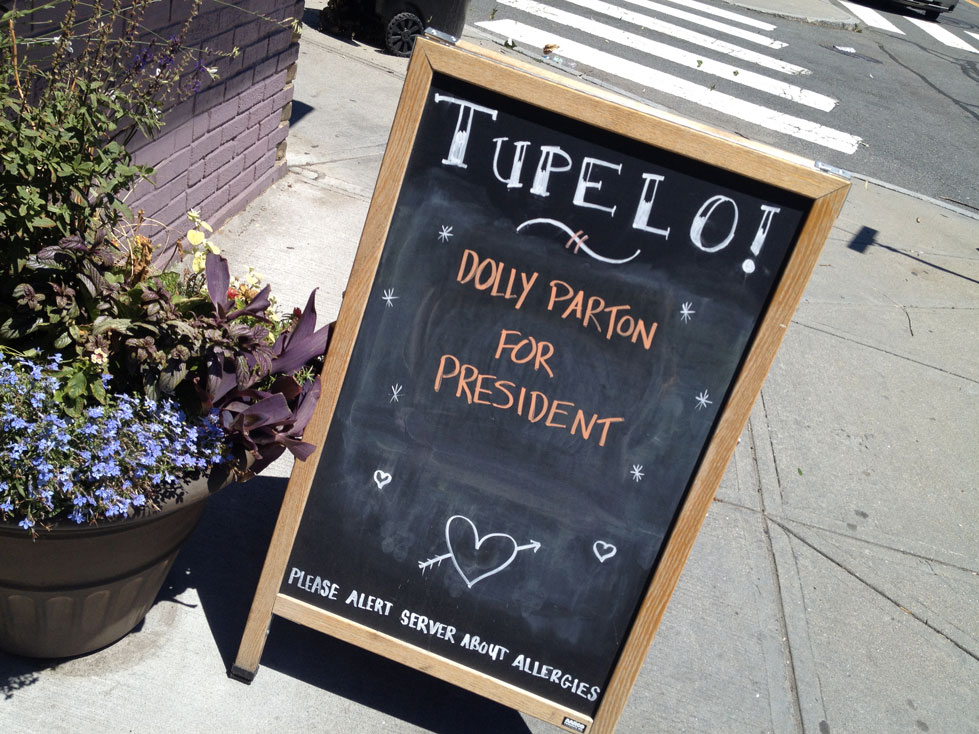 TUPELO!
DOLLY PARTON
FOR
PRESIDENT
PLEASE ALERT SERVER ABOUT ALLERGIES